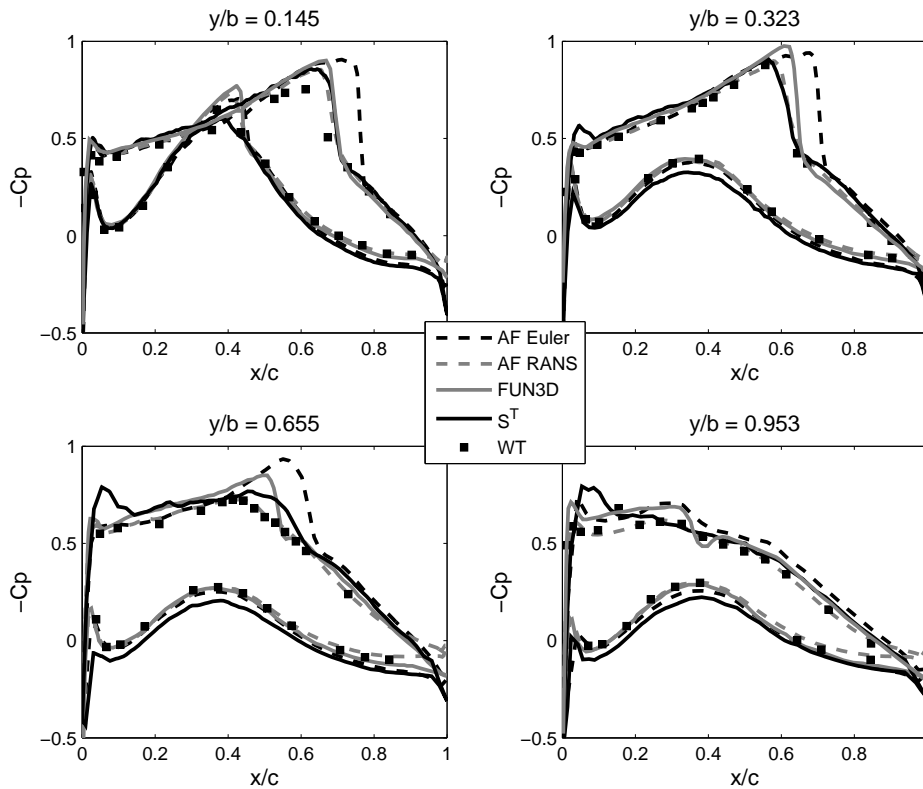 y/b = 0.145
1
0.5
0
−0.5
−Cp
0 0.2 0.4 0.6 0.8
x/c
y/b = 0.323
1
0.5
0
−0.5
−Cp
0 0.2 0.4 0.6 0.8
x/c
AF Euler
AF RANS
FUN3D
S^T
WT
y/b = 0.655
1
0.5
0
−0.5
−Cp
0 0.2 0.4 0.6 0.8 1
x/c
y/b = 0.953
1
0.5
0
−0.5
−Cp
0 0.2 0.4 0.6 0.8
x/c